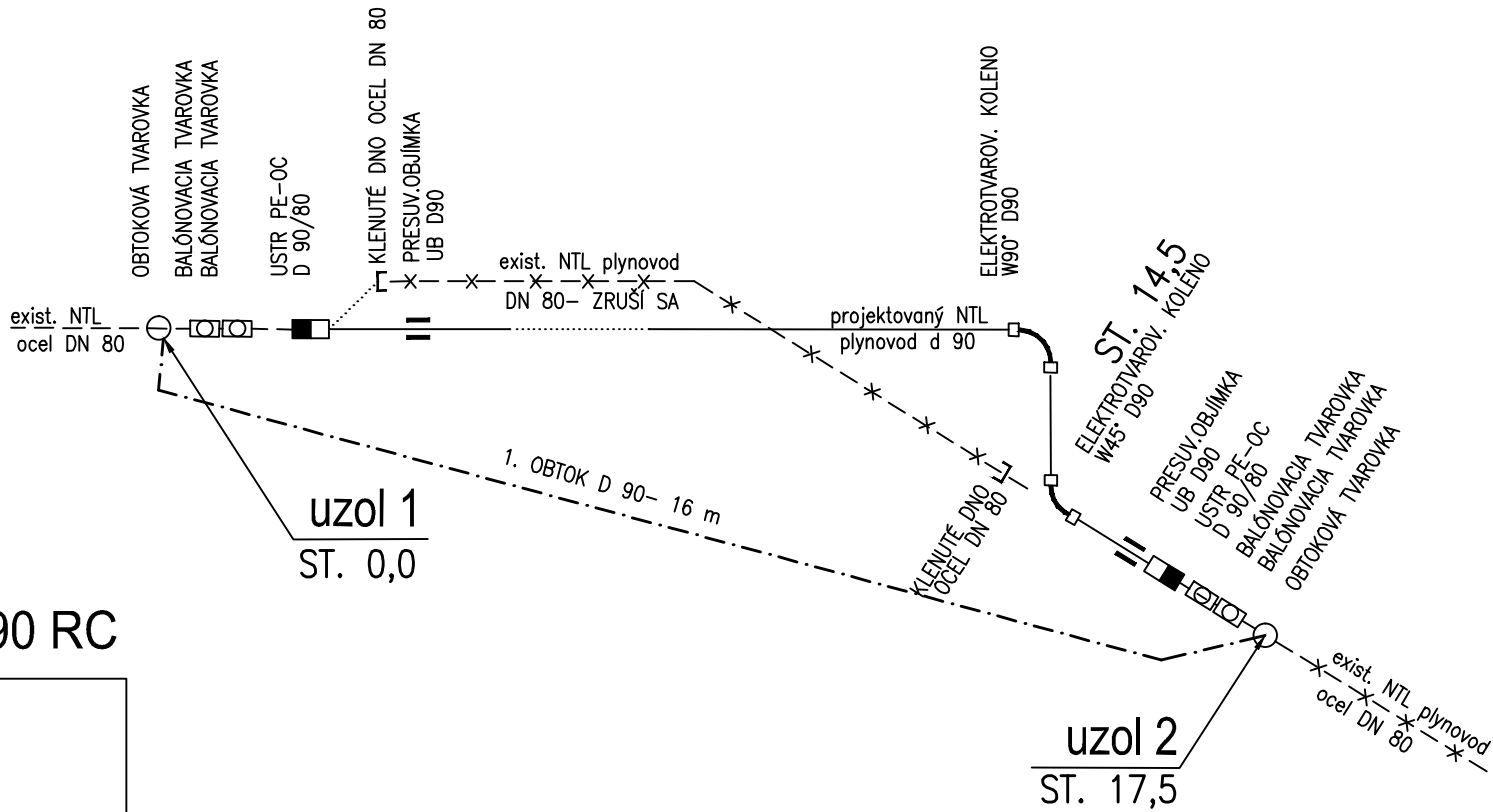 OBTOKOVÁ TVAROVKA
BALÓNOVACIA TVAROVKA
BALÓNOVACIA TVAROVKA
USTR PE-OC
D 90/80
KLENUTÉ DNO OCEL DN 80
PRESUV.OBJÍMKA
UB D90
exist. NTL plynovod
DN 80- ZRUŠÍ SA
exist. NTL
ocel DN 80
projektovaný NTL
plynovod d 90
ELEKTROTVAROV. KOLENO
W90° D90
ST. 14,5
ELEKTROTVAROV. KOLENO
W45° D90
PRESUV.OBJÍMKA
UB D90
USTR PE-OC
D 90/80
BALÓNOVACIA TVAROVKA
BALÓNOVACIA TVAROVKA
OBTOKOVÁ TVAROVKA
1. OBTOK D 90- 16 m
KLENUTÉ DNO
OCEL DN 80
uzol 1
ST. 0,0
90 RC
exist. NTL plynovod
ocel DN 80
uzol 2
ST. 17,5